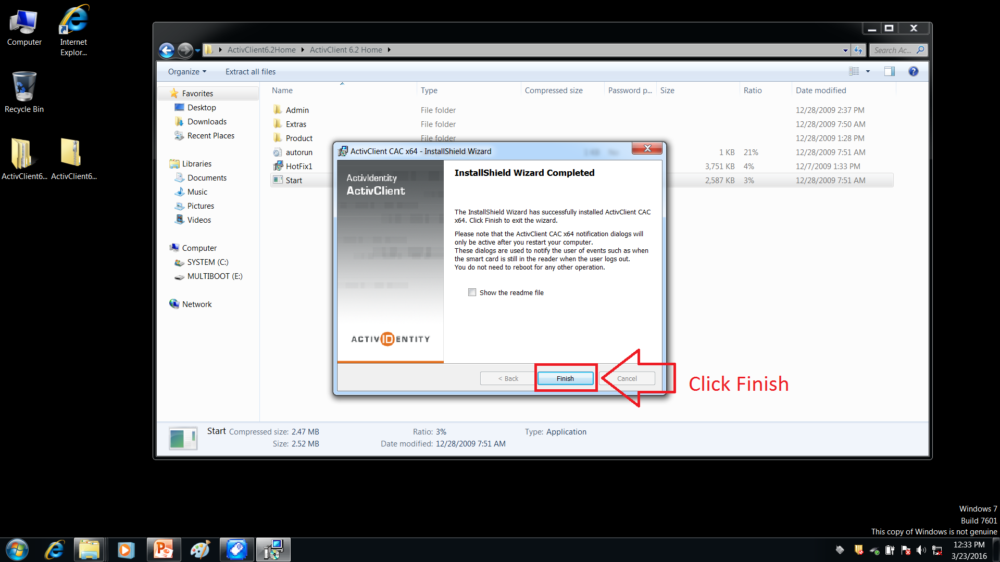 Computer
Internet
Explor...
Recycle Bin
ActivClient6...
ActivClient6...
ActivClient6.2Home
ActivClient 6.2 Home
Search Ac...
Organize
Extract all files
Favorites
Desktop
Downloads
Recent Places
Libraries
Documents
Music
Pictures
Videos
Computer
SYSTEM (C:)
MULTIBOOT (E:)
Network
Name Type Compressed size Password p... Size Ratio Date modified
Admin File folder 12/28/2009 2:37 PM
Extras File folder 12/28/2009 7:50 AM
Product File folder 12/28/2009 1:28 PM
autorun 1 KB 21% 12/28/2009 7:51 AM
HotFix1 3,751 KB 4% 12/7/2009 1:33 PM
Start 2,587 KB 3% 12/28/2009 7:51 AM
ActivClient CAC x64 - InstallShield Wizard
ActivIdentity
ActivClient
ACTIVIDENTITY
InstallShield Wizard Completed
The InstallShield Wizard has successfully installed ActivClient CAC
x64. Click Finish to exit the wizard.
Please note that the ActivClient CAC x64 notification dialogs will
only be active after you restart your computer.
These dialogs are used to notify the user of events such as when
the smart card is still in the reader when the user logs out.
You do not need to reboot for any other operation.
Show the readme file
< Back
Finish
Cancel
Click Finish
Start Compressed size: 2.47 MB Ratio: 3% Type: Application
Size: 2.52 MB Date modified: 12/28/2009 7:51 AM
Windows 7
Build 7601
This copy of Windows is not genuine
12:33 PM
3/23/2016